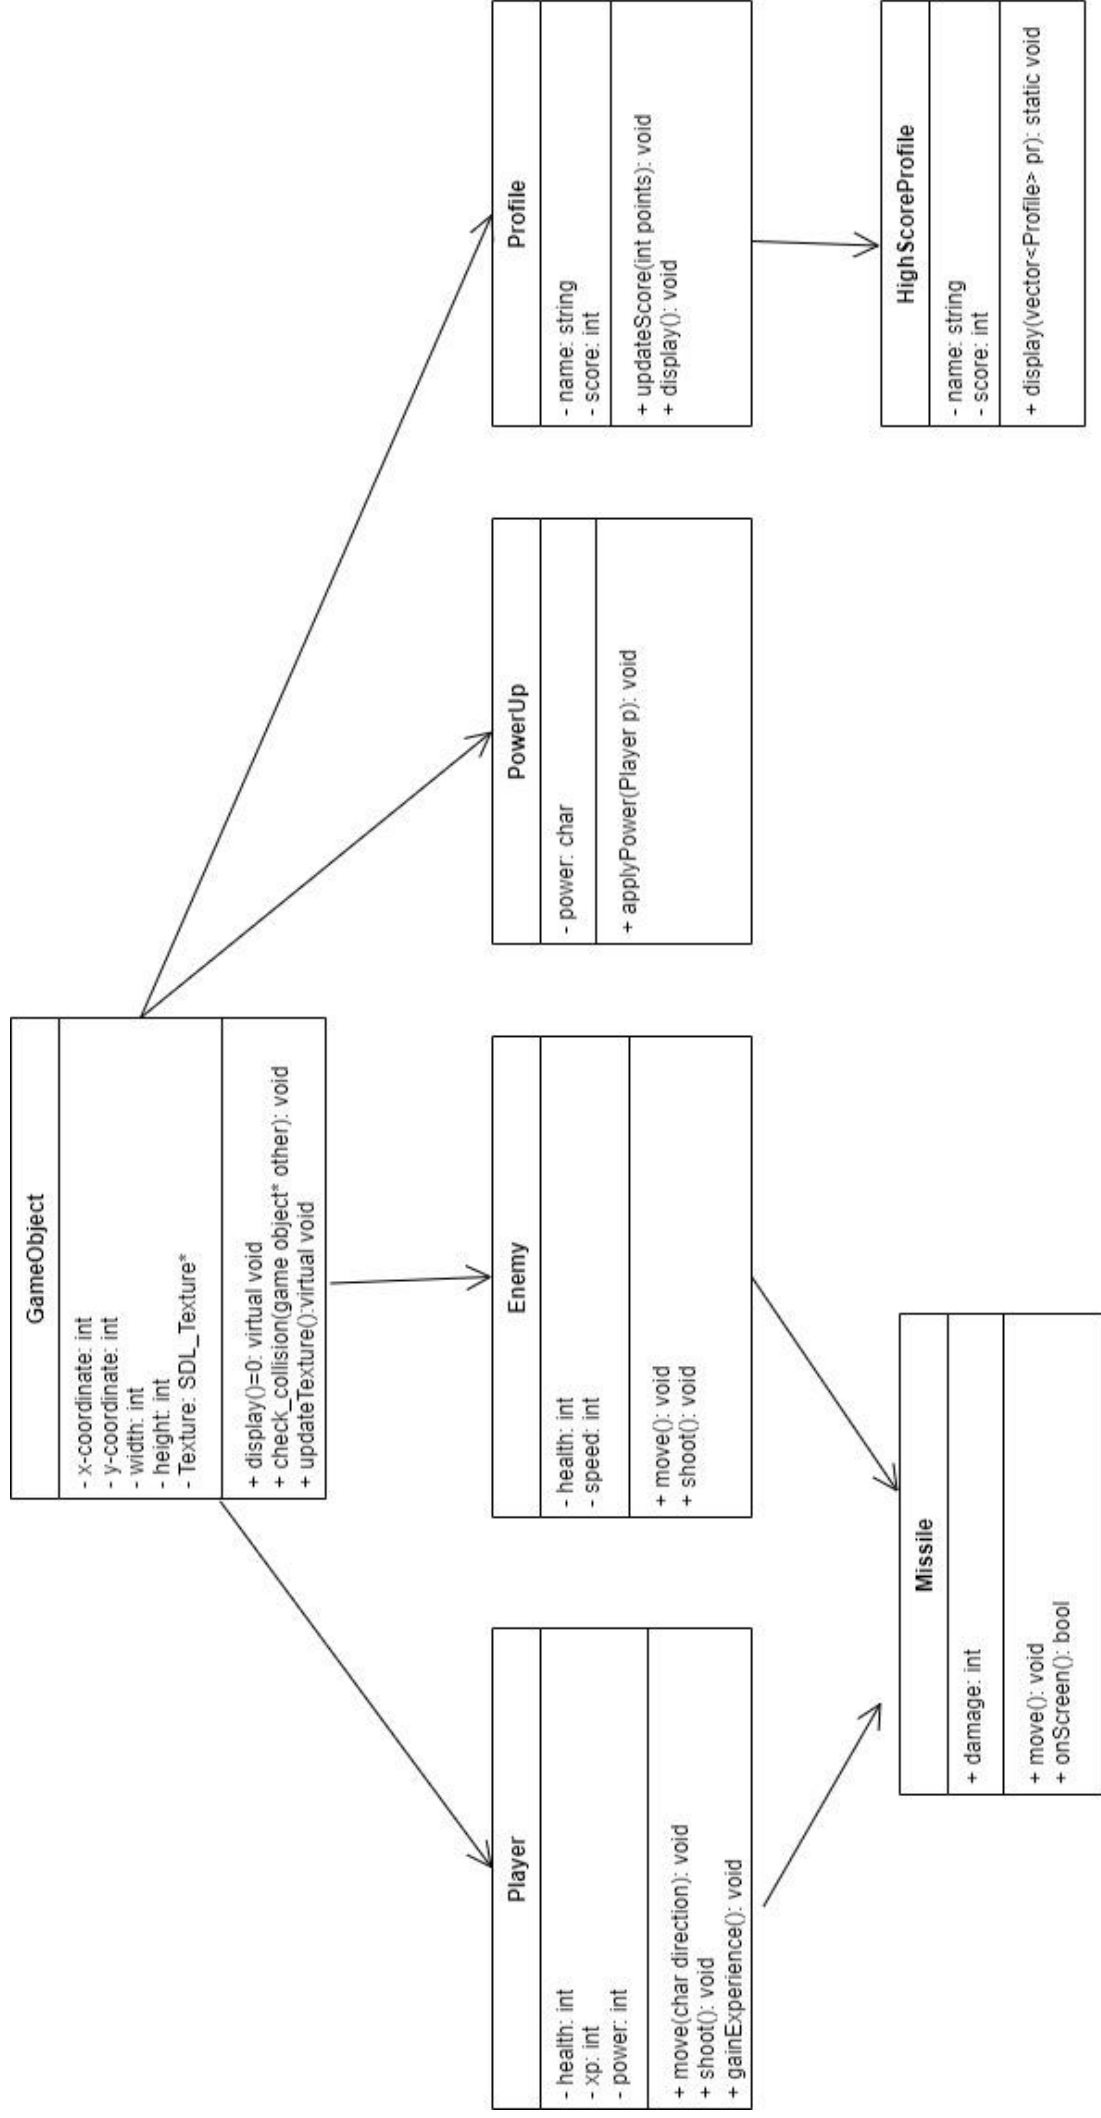 GameObject
- x-coordinate: int
- y-coordinate: int
- width: int
- height: int
- Texture: SDL_Texture*
+ display()=0: virtual void
+ check_collision(game object* other): void
+ updateTexture():virtual void
Player
- health: int
- xp: int
- power: int
+ move(char direction): void
+ shoot(): void
+ gainExperience(): void
Enemy
- health: int
- speed: int
+ move(): void
+ shoot(): void
PowerUp
- power: char
+ applyPower(Player p): void
Profile
- name: string
- score: int
+ updateScore(int points): void
+ display(): void
Missile
+ damage: int
+ move(): void
+ onScreen(): bool
HighScoreProfile
- name: string
- score: int
+ display(vector<Profile> pr): static void